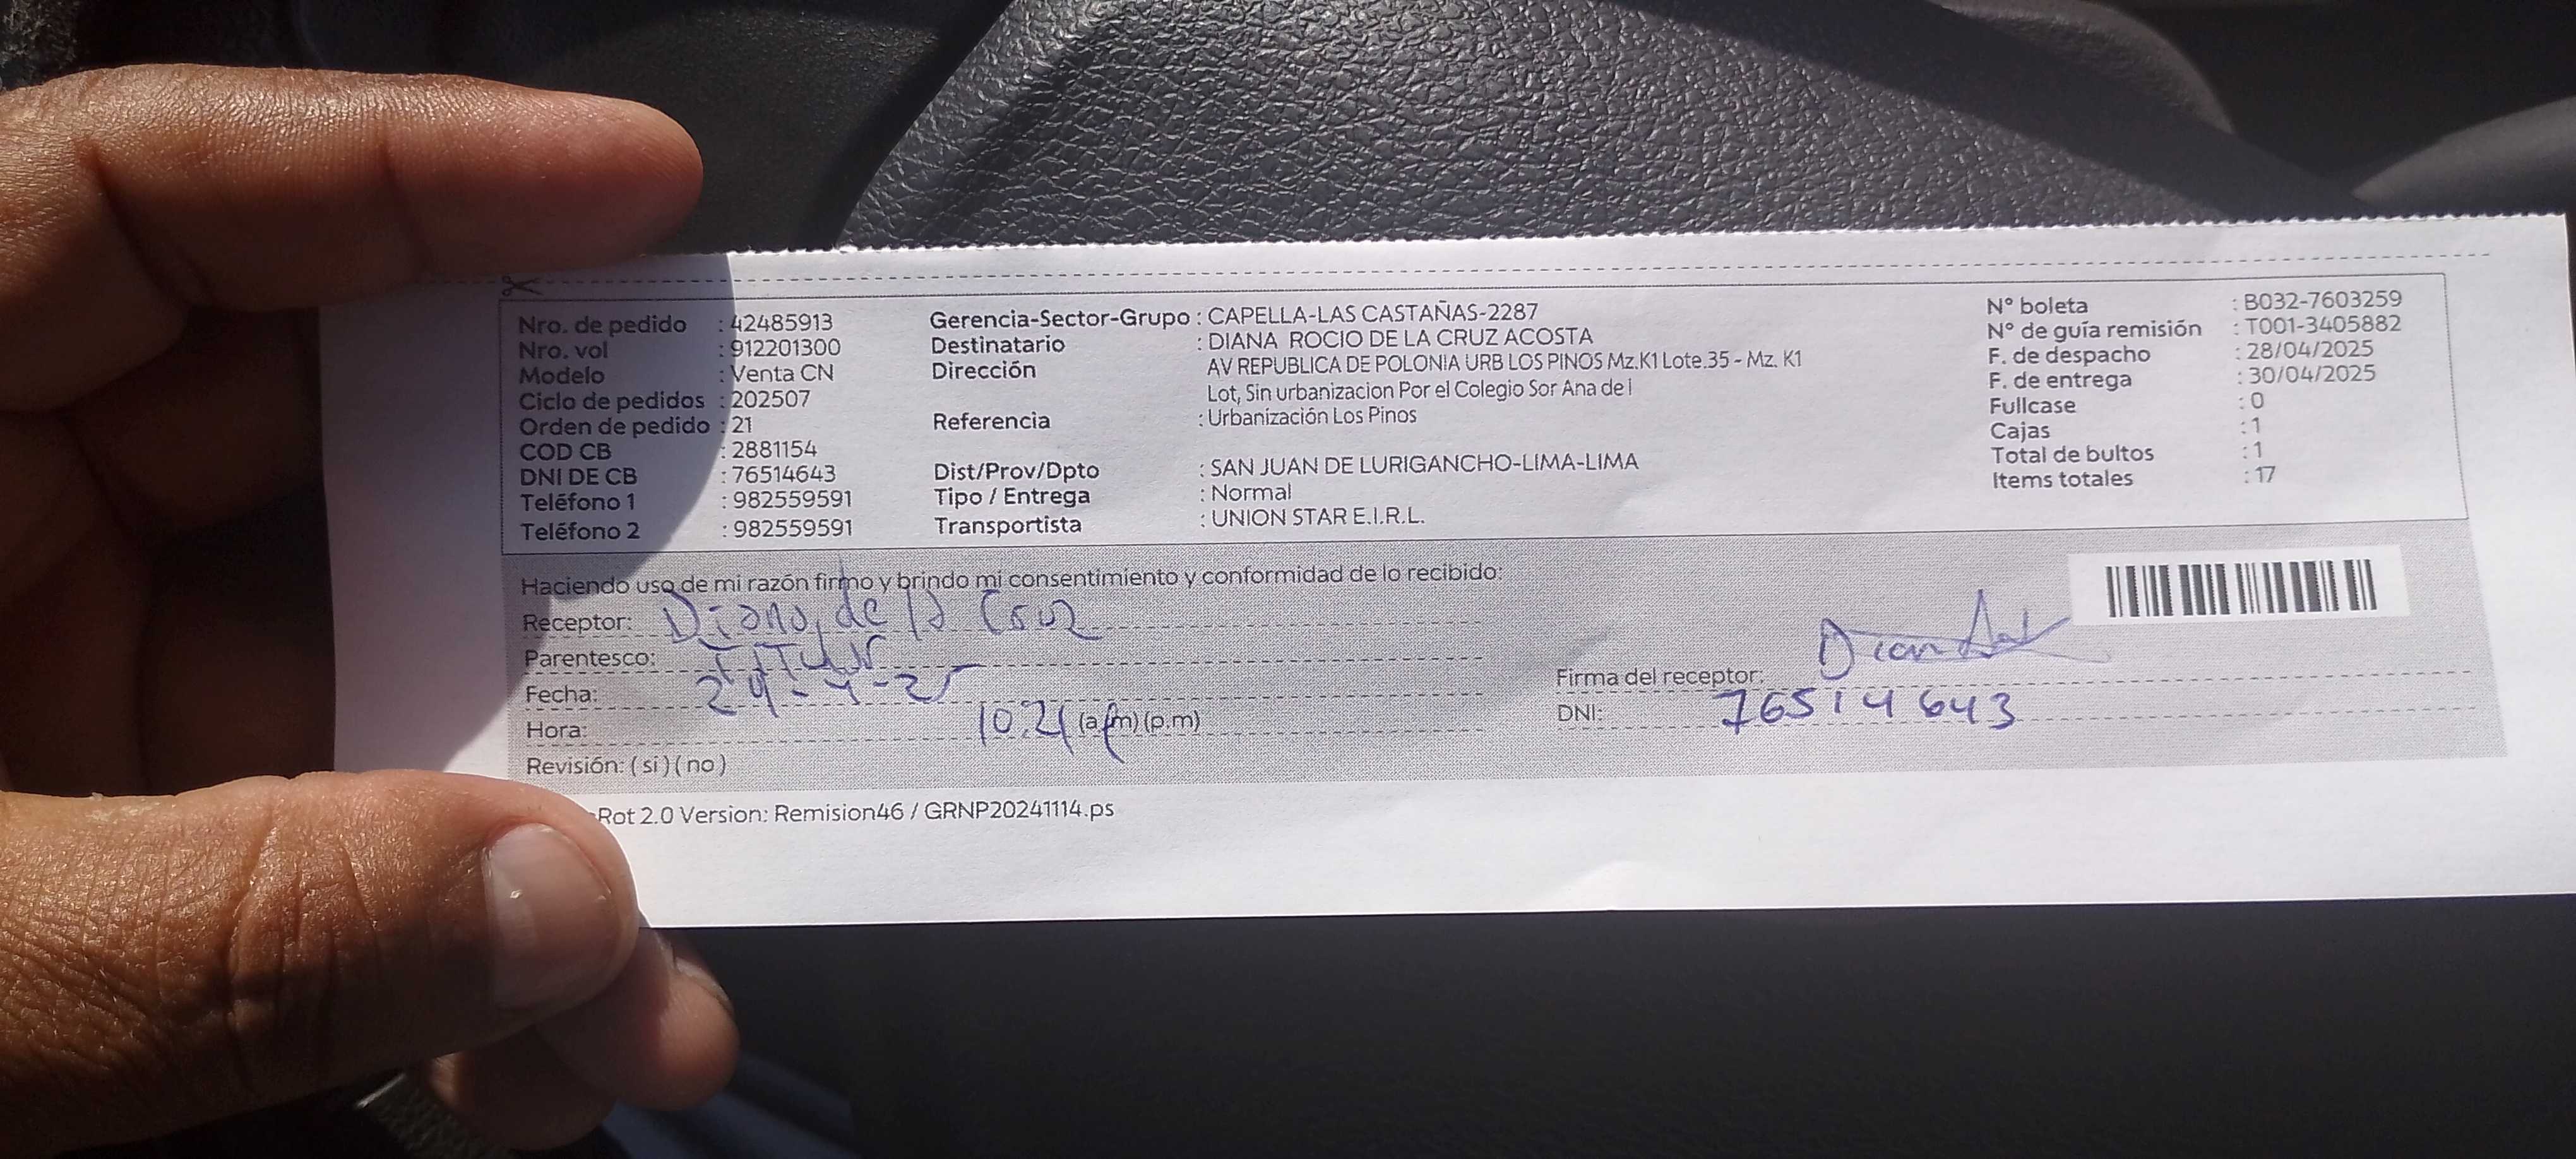 Nro. de pedido : 42485913
Nro. vol : 912201300
Modelo : Venta CN
Ciclo de pedidos : 202507
Orden de pedido : 21
COD CB : 2881154
DNI DE CB : 76514643
Teléfono 1 : 982559591
Teléfono 2 : 982559591
Gerencia-Sector-Grupo : CAPELLA-LAS CASTAÑAS-2287
Destinatario : DIANA ROCIO DE LA CRUZ ACOSTA
Dirección AV REPUBLICA DE POLONIA URB LOS PINOS Mz.K1 Lote.35 - Mz. K1
Lot, Sin urbanizacion Por el Colegio Sor Ana de l
Referencia : Urbanización Los Pinos
Dist/Prov/Dpto : SAN JUAN DE LURIGANCHO-LIMA-LIMA
Tipo / Entrega : Normal
Transportista : UNION STAR E.I.R.L.
N° boleta : B032-7603259
N° de guía remisión : T001-3405882
F. de despacho : 28/04/2025
F. de entrega : 30/04/2025
Fullcase : 0
Cajas : 1
Total de bultos : 1
Items totales : 17
Haciendo uso de mi razón firmo y brindo mi consentimiento y conformidad de lo recibido:
Receptor: Diana de la Cruz
Parentesco: Titular
Fecha: 29-4-25
Hora: (a.m) (p.m)
Revisión: ( si ) ( no )
Firma del receptor:
DNI: 76514643
Rot 2.0 Version: Remision46 / GRNP20241114.ps